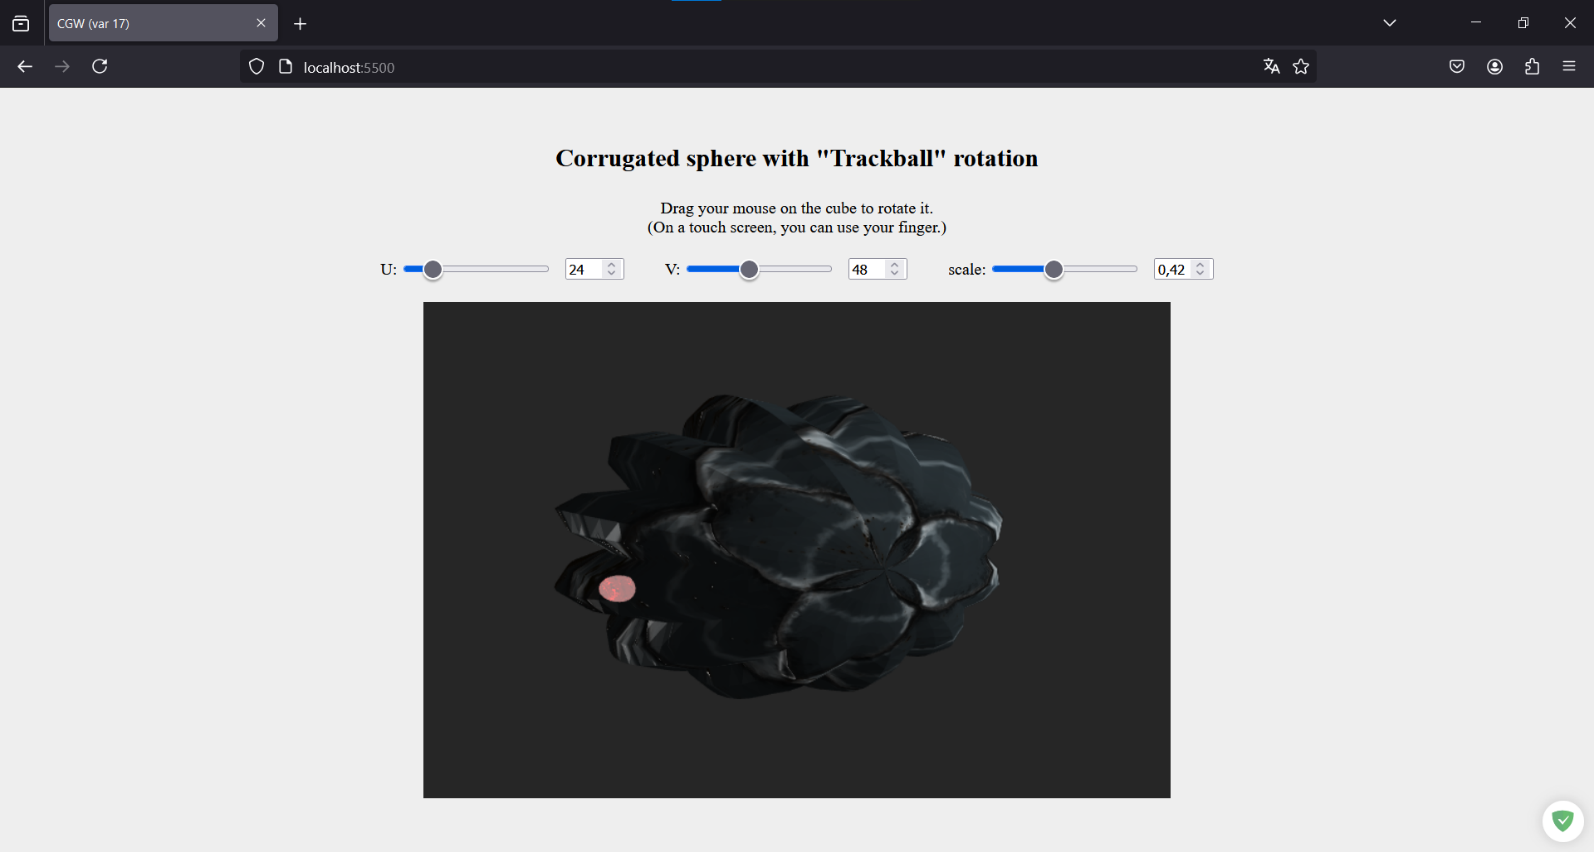 CGW (var 17)
localhost:5500
Corrugated sphere with "Trackball" rotation
Drag your mouse on the cube to rotate it.
(On a touch screen, you can use your finger.)
U: 24 V: 48 scale: 0,42